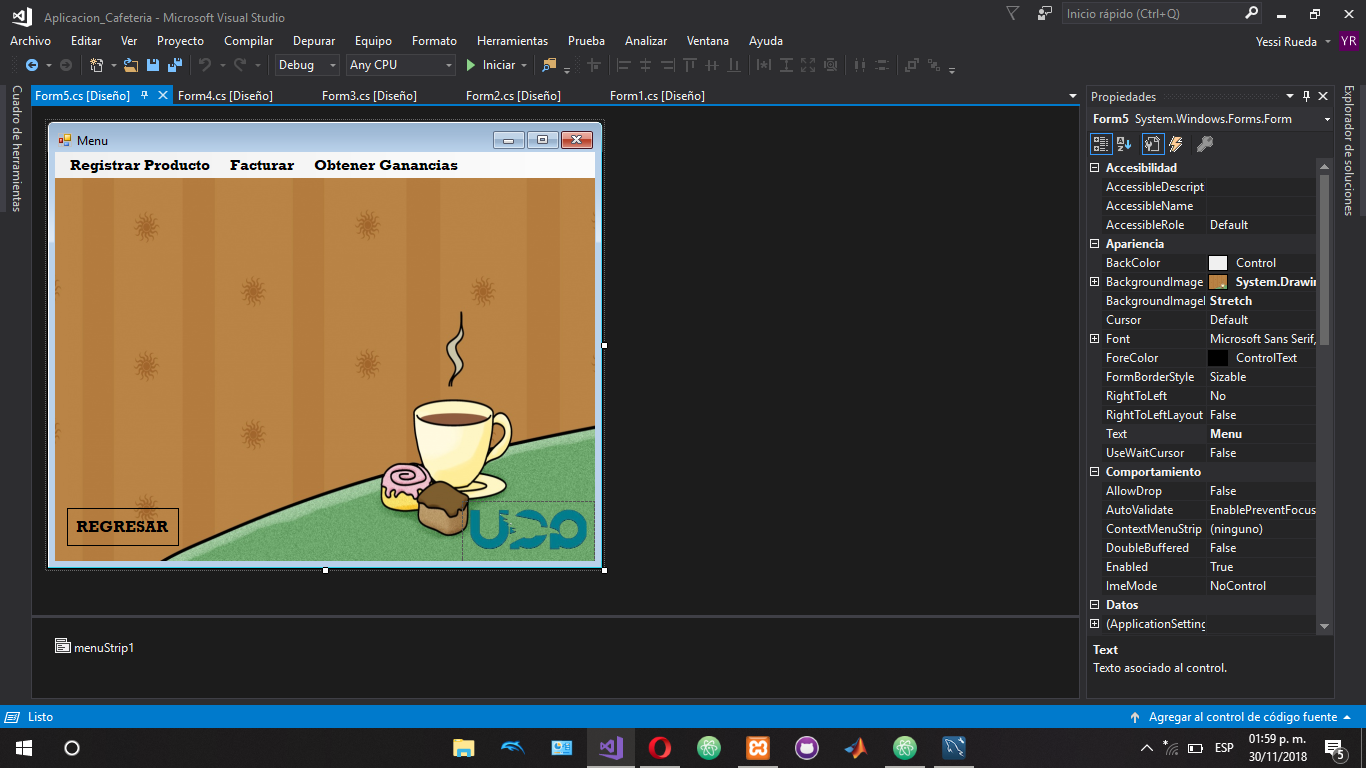 Aplicacion_Cafeteria - Microsoft Visual Studio
Inicio rápido (Ctrl+Q)
Archivo Editar Ver Proyecto Compilar Depurar Equipo Formato Herramientas Prueba Analizar Ventana Ayuda
Yessi Rueda YR
Debug Any CPU Iniciar
Cuadro de herramientas
Form5.cs [Diseño] Form4.cs [Diseño] Form3.cs [Diseño] Form2.cs [Diseño] Form1.cs [Diseño]
Menu
Registrar Producto Facturar Obtener Ganancias
REGRESAR
menuStrip1
Propiedades
Form5 System.Windows.Forms.Form
Accesibilidad
AccessibleDescript
AccessibleName
AccessibleRole Default
Apariencia
BackColor Control
BackgroundImage System.Drawin
BackgroundImageI Stretch
Cursor Default
Font Microsoft Sans Serif,
ForeColor ControlText
FormBorderStyle Sizable
RightToLeft No
RightToLeftLayout False
Text Menu
UseWaitCursor False
Comportamiento
AllowDrop False
AutoValidate EnablePreventFocus
ContextMenuStrip (ninguno)
DoubleBuffered False
Enabled True
ImeMode NoControl
Datos
(ApplicationSetting
Text
Texto asociado al control.
Explorador de soluciones
Listo
Agregar al control de código fuente
ESP
01:59 p. m.
30/11/2018
5